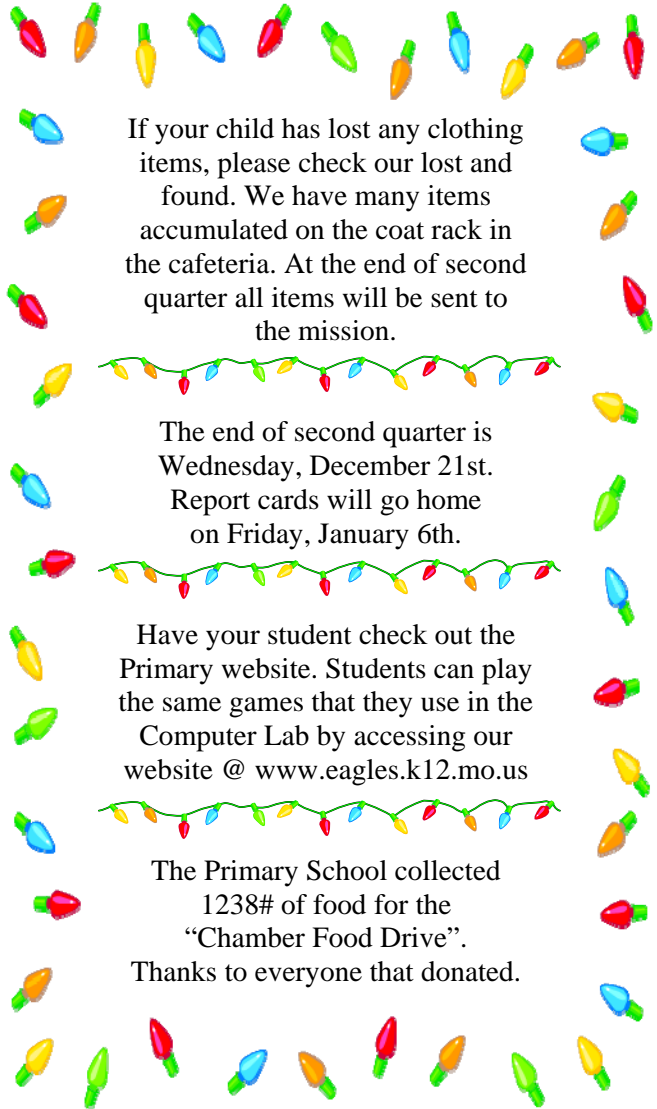 If your child has lost any clothing
items, please check our lost and
found. We have many items
accumulated on the coat rack in
the cafeteria. At the end of second
quarter all items will be sent to
the mission.
The end of second quarter is
Wednesday, December 21st.
Report cards will go home
on Friday, January 6th.
Have your student check out the
Primary website. Students can play
the same games that they use in the
Computer Lab by accessing our
website @ www.eagles.k12.mo.us
The Primary School collected
1238# of food for the
“Chamber Food Drive”.
Thanks to everyone that donated.